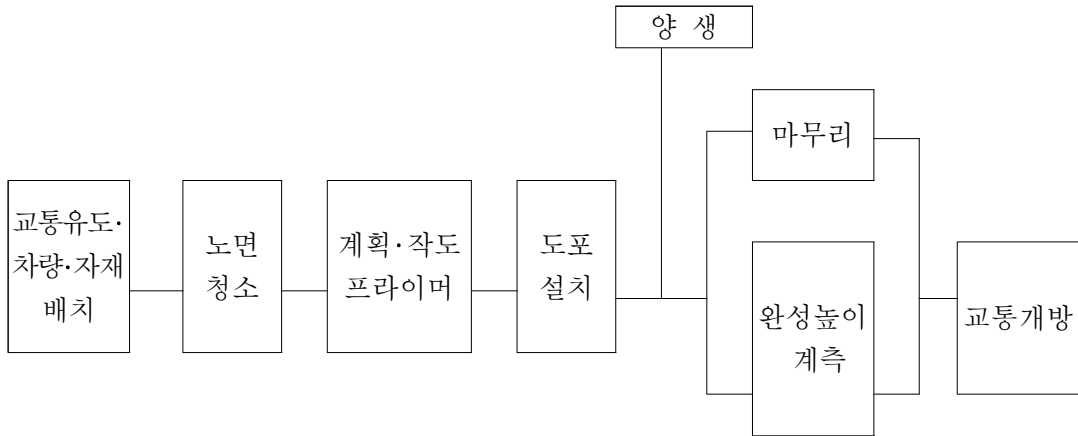 교통유도·
차량·자재
배치
노면
청소
계획·작도
프라이머
도포
설치
양 생
마무리
완성높이
계측
교통개방